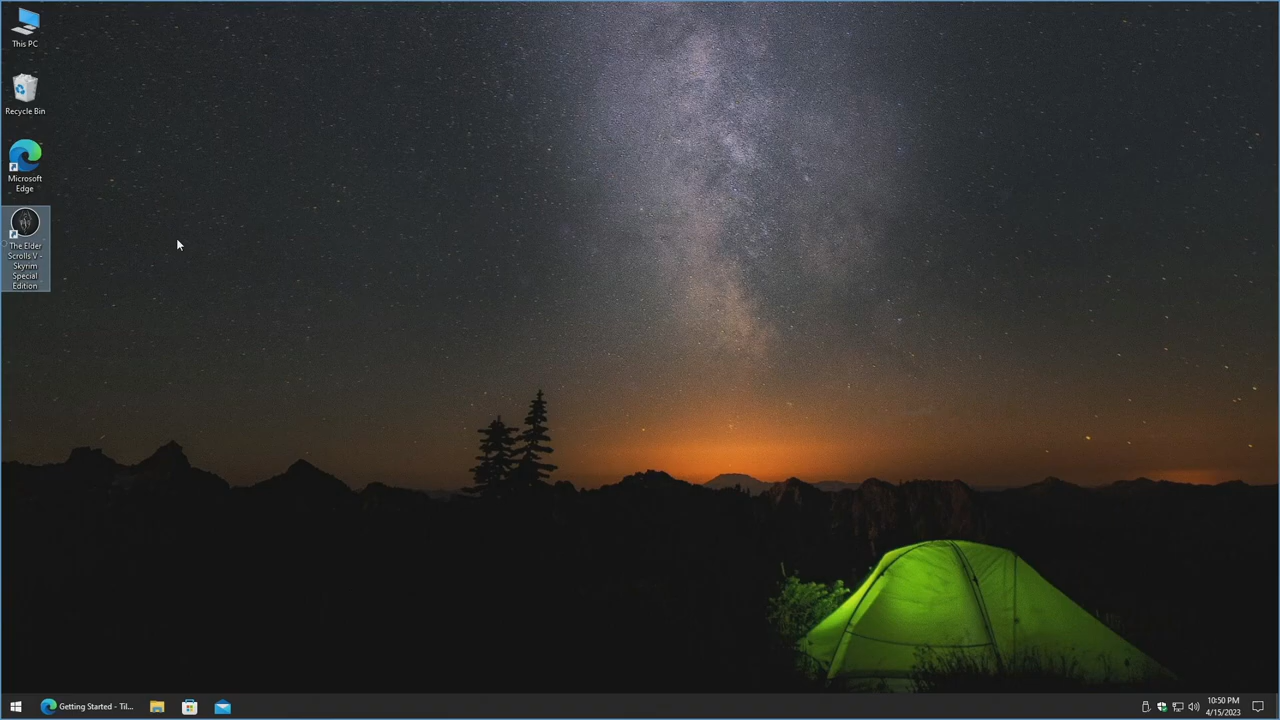 This PC
Recycle Bin
Microsoft
Edge
The Elder
Scrolls V -
Skyrim
Special
Edition
Getting Started - Til...
10:50 PM
4/15/2023